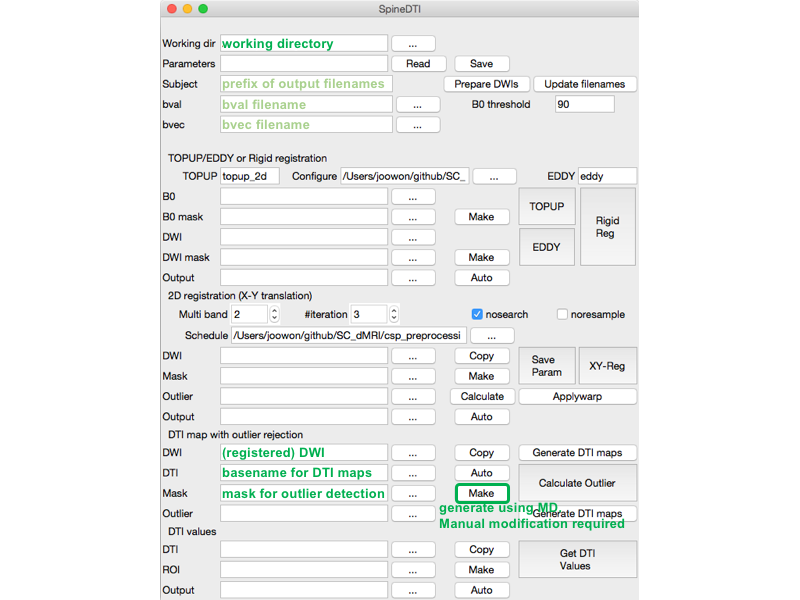 SpineDTI
Working dir working directory ...
Parameters Read Save
Subject prefix of output filenames Prepare DWIs Update filenames
bval bval filename ... B0 threshold 90
bvec bvec filename ...
TOPUP/EDDY or Rigid registration
TOPUP topup_2d Configure /Users/joowon/github/SC_ ... EDDY eddy
B0 ... TOPUP Rigid Reg
B0 mask ... Make
DWI ... EDDY
DWI mask ... Make
Output ... Auto
2D registration (X-Y translation)
Multi band 2 #iteration 3 nosearch noresample
Schedule /Users/joowon/github/SC_dMRI/csp_preprocessi ...
DWI ... Copy Save Param XY-Reg
Mask ... Make
Outlier ... Calculate Applywarp
Output ... Auto
DTI map with outlier rejection
DWI (registered) DWI ... Copy Generate DTI maps
DTI basename for DTI maps ... Auto Calculate Outlier
Mask mask for outlier detection ... Make
generate using MD.
Outlier ... Generate DTI maps
Manual modification required
DTI values
DTI ... Copy Get DTI Values
ROI ... Make
Output ... Auto